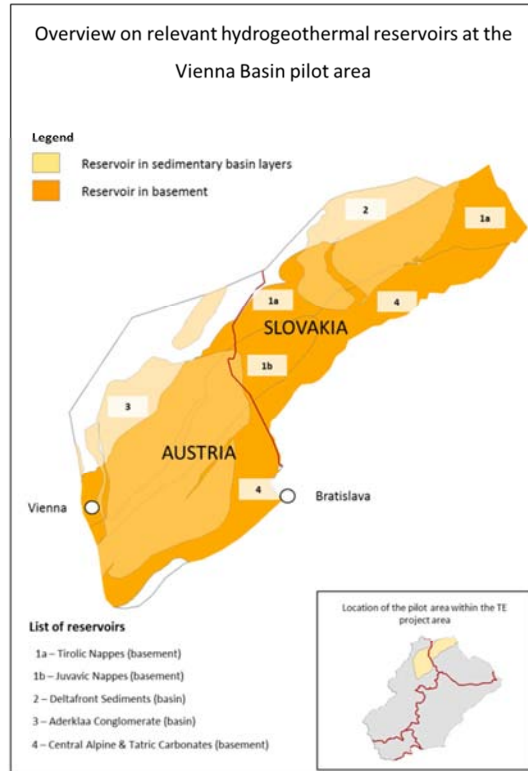 Overview on relevant hydrogeothermal reservoirs at the
Vienna Basin pilot area
Legend
Reservoir in sedimentary basin layers
Reservoir in basement
2
1a
1a
4
SLOVAKIA
1b
3
AUSTRIA
4
Vienna
Bratislava
List of reservoirs
1a – Tirolic Nappes (basement)
1b – Juvavic Nappes (basement)
2 – Deltafront Sediments (basin)
3 – Aderklaa Conglomerate (basin)
4 – Central Alpine & Tatric Carbonates (basement)
Location of the pilot area within the TE
project area